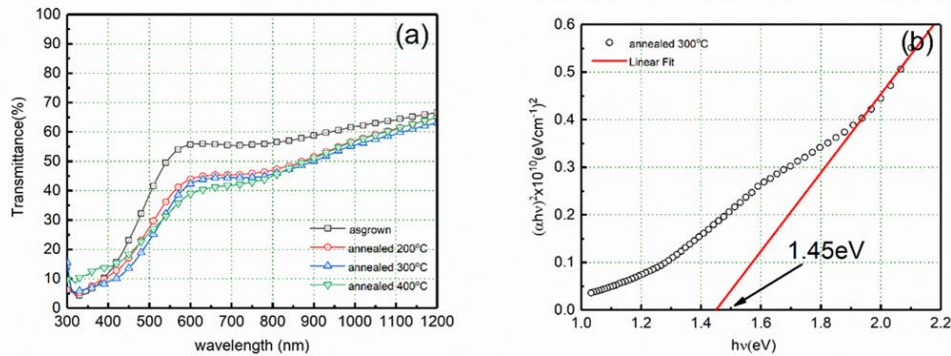 (a)
100
90
80
70
60
50
40
30
20
10
0
Transmittance(%)
asgrown
annealed 200°C
annealed 300°C
annealed 400°C
300 400 500 600 700 800 900 1000 1100 1200
wavelength (nm)
(b)
0.6
0.5
0.4
0.3
0.2
0.1
0.0
(αhν)²x10¹⁰(eVcm⁻¹)²
annealed 300°C
Linear Fit
1.45eV
1.0 1.2 1.4 1.6 1.8 2.0 2.2
hν(eV)